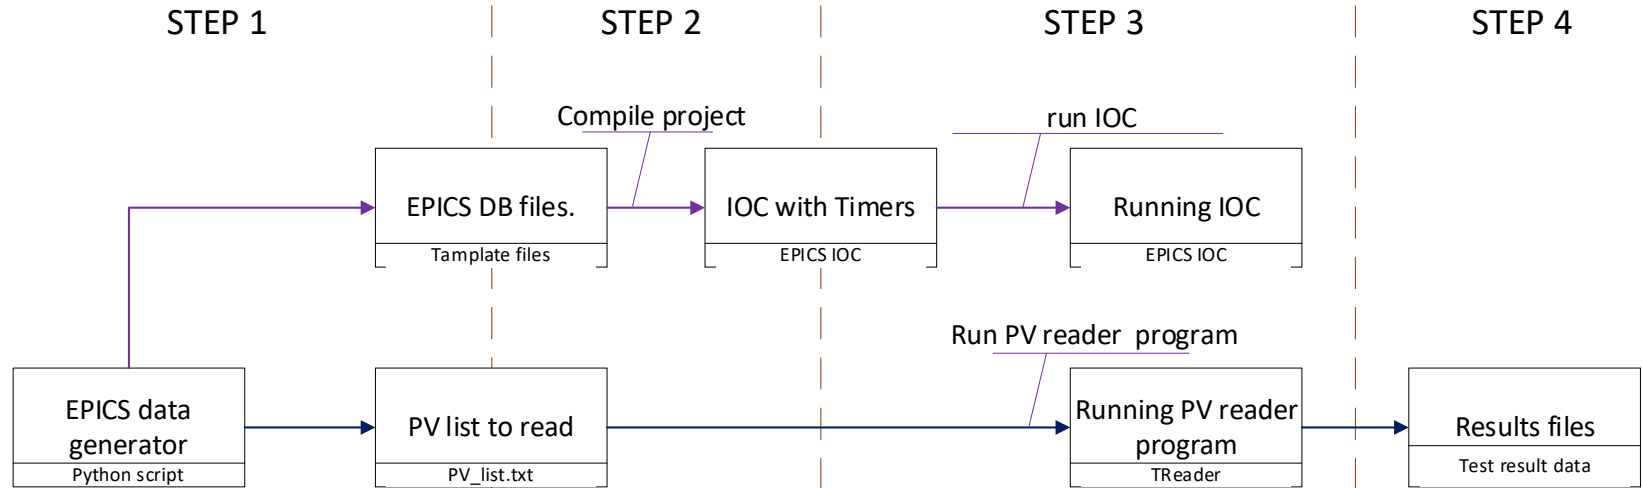 STEP 1
STEP 2
STEP 3
STEP 4
Compile project
run IOC
EPICS DB files.
Tamplate files
IOC with Timers
EPICS IOC
Running IOC
EPICS IOC
Run PV reader  program
EPICS data
generator
Python script
PV list to read
PV_list.txt
Running PV reader
program
TReader
Results files
Test result data